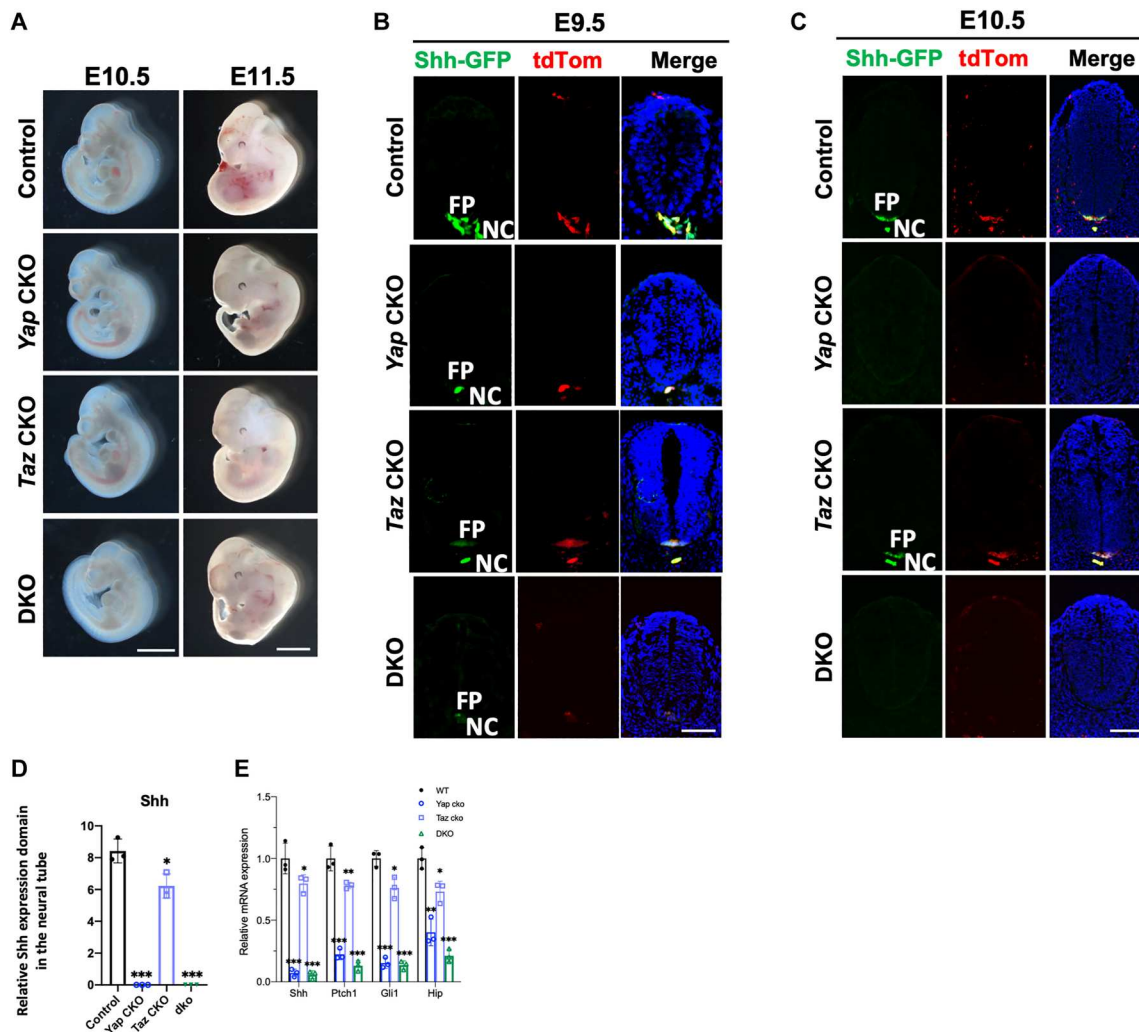 A
E10.5 E11.5
Control
Yap CKO
Taz CKO
DKO
B
E9.5
Shh-GFP tdTom Merge
Control
FP
NC
Yap CKO
FP
NC
Taz CKO
FP
NC
DKO
FP
NC
C
E10.5
Shh-GFP tdTom Merge
Control
FP
NC
Yap CKO
Taz CKO
FP
NC
DKO
D
Shh
Relative Shh expression domain
in the neural tube
10
8
6
4
2
0
***
*
***
Control
Yap CKO
Taz CKO
dko
E
WT
Yap cko
Taz cko
DKO
Relative mRNA expression
1.5
1.0
0.5
0.0
*** * ***
*** ** ***
*** * ***
** * ***
Shh Ptch1 Gli1 Hip